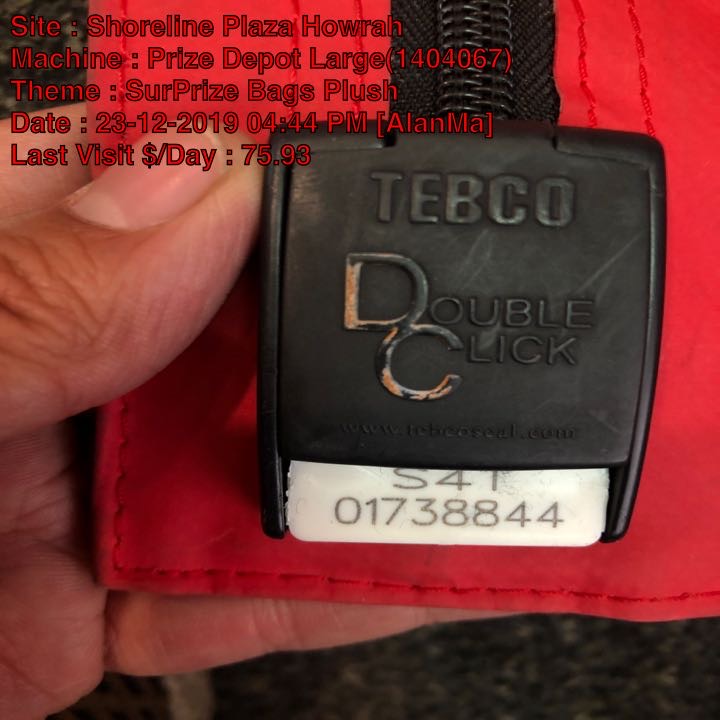 Site : Shoreline Plaza Howrah
Machine : Prize Depot Large(1404067)
Theme : SurPrize Bags Plush
Date : 23-12-2019 04:44 PM [AlanMa]
Last Visit $/Day : 75.93
TEBCO
DOUBLE
CLICK
www.tebcoseal.com
S41
01738844